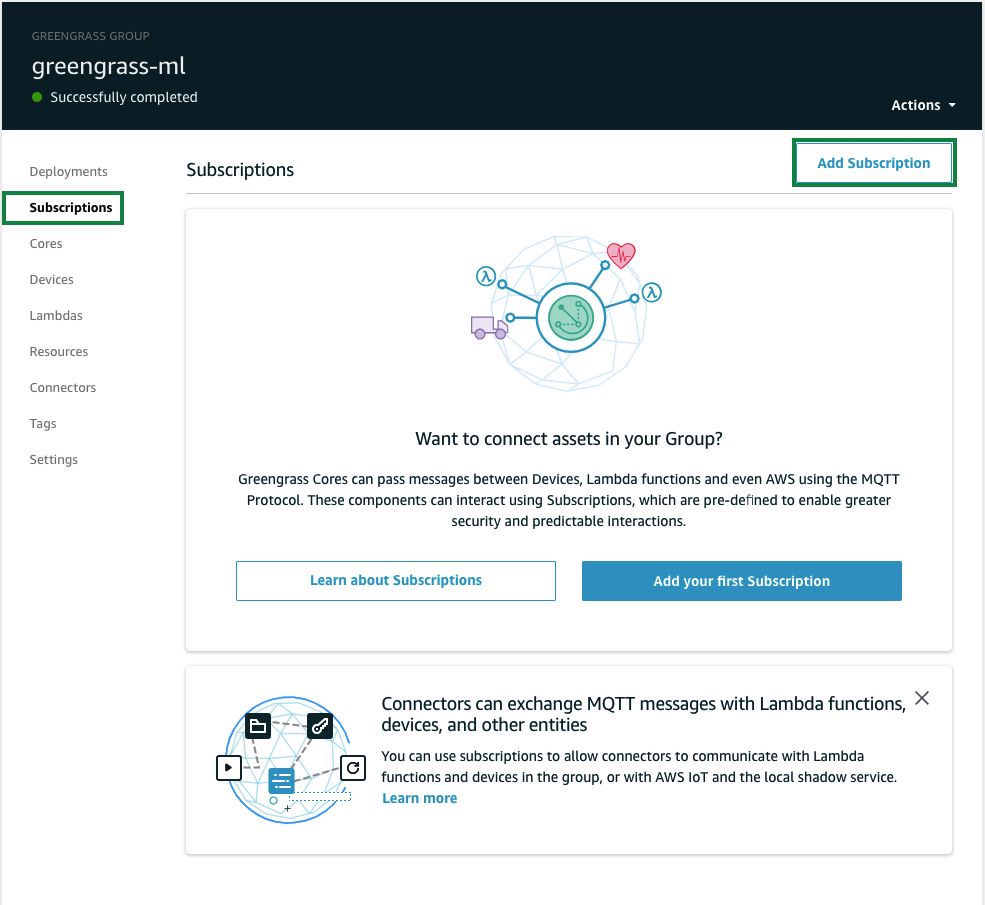 GREENGRASS GROUP
greengrass-ml
Successfully completed
Actions
Deployments
Subscriptions
Cores
Devices
Lambdas
Resources
Connectors
Tags
Settings
Subscriptions
Add Subscription
λ
λ
Want to connect assets in your Group?
Greengrass Cores can pass messages between Devices, Lambda functions and even AWS using the MQTT
Protocol. These components can interact using Subscriptions, which are pre-defined to enable greater
security and predictable interactions.
Learn about Subscriptions
Add your first Subscription
Connectors can exchange MQTT messages with Lambda functions,
devices, and other entities
You can use subscriptions to allow connectors to communicate with Lambda
functions and devices in the group, or with AWS IoT and the local shadow service.
Learn more